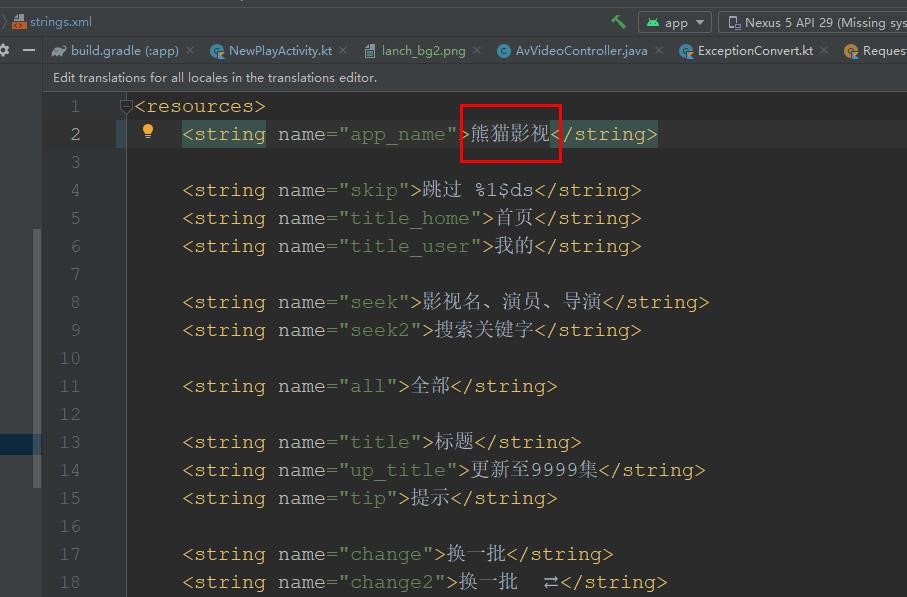 strings.xml
app
Nexus 5 API 29 (Missing sys
build.gradle (:app)
NewPlayActivity.kt
lanch_bg2.png
AvVideoController.java
ExceptionConvert.kt
Reques
Edit translations for all locales in the translations editor.
1 <resources>
2 <string name="app_name">熊猫影视</string>
3
4 <string name="skip">跳过 %1$ds</string>
5 <string name="title_home">首页</string>
6 <string name="title_user">我的</string>
7
8 <string name="seek">影视名、演员、导演</string>
9 <string name="seek2">搜索关键字</string>
10
11 <string name="all">全部</string>
12
13 <string name="title">标题</string>
14 <string name="up_title">更新至9999集</string>
15 <string name="tip">提示</string>
16
17 <string name="change">换一批</string>
18 <string name="change2">换一批 ⇄</string>